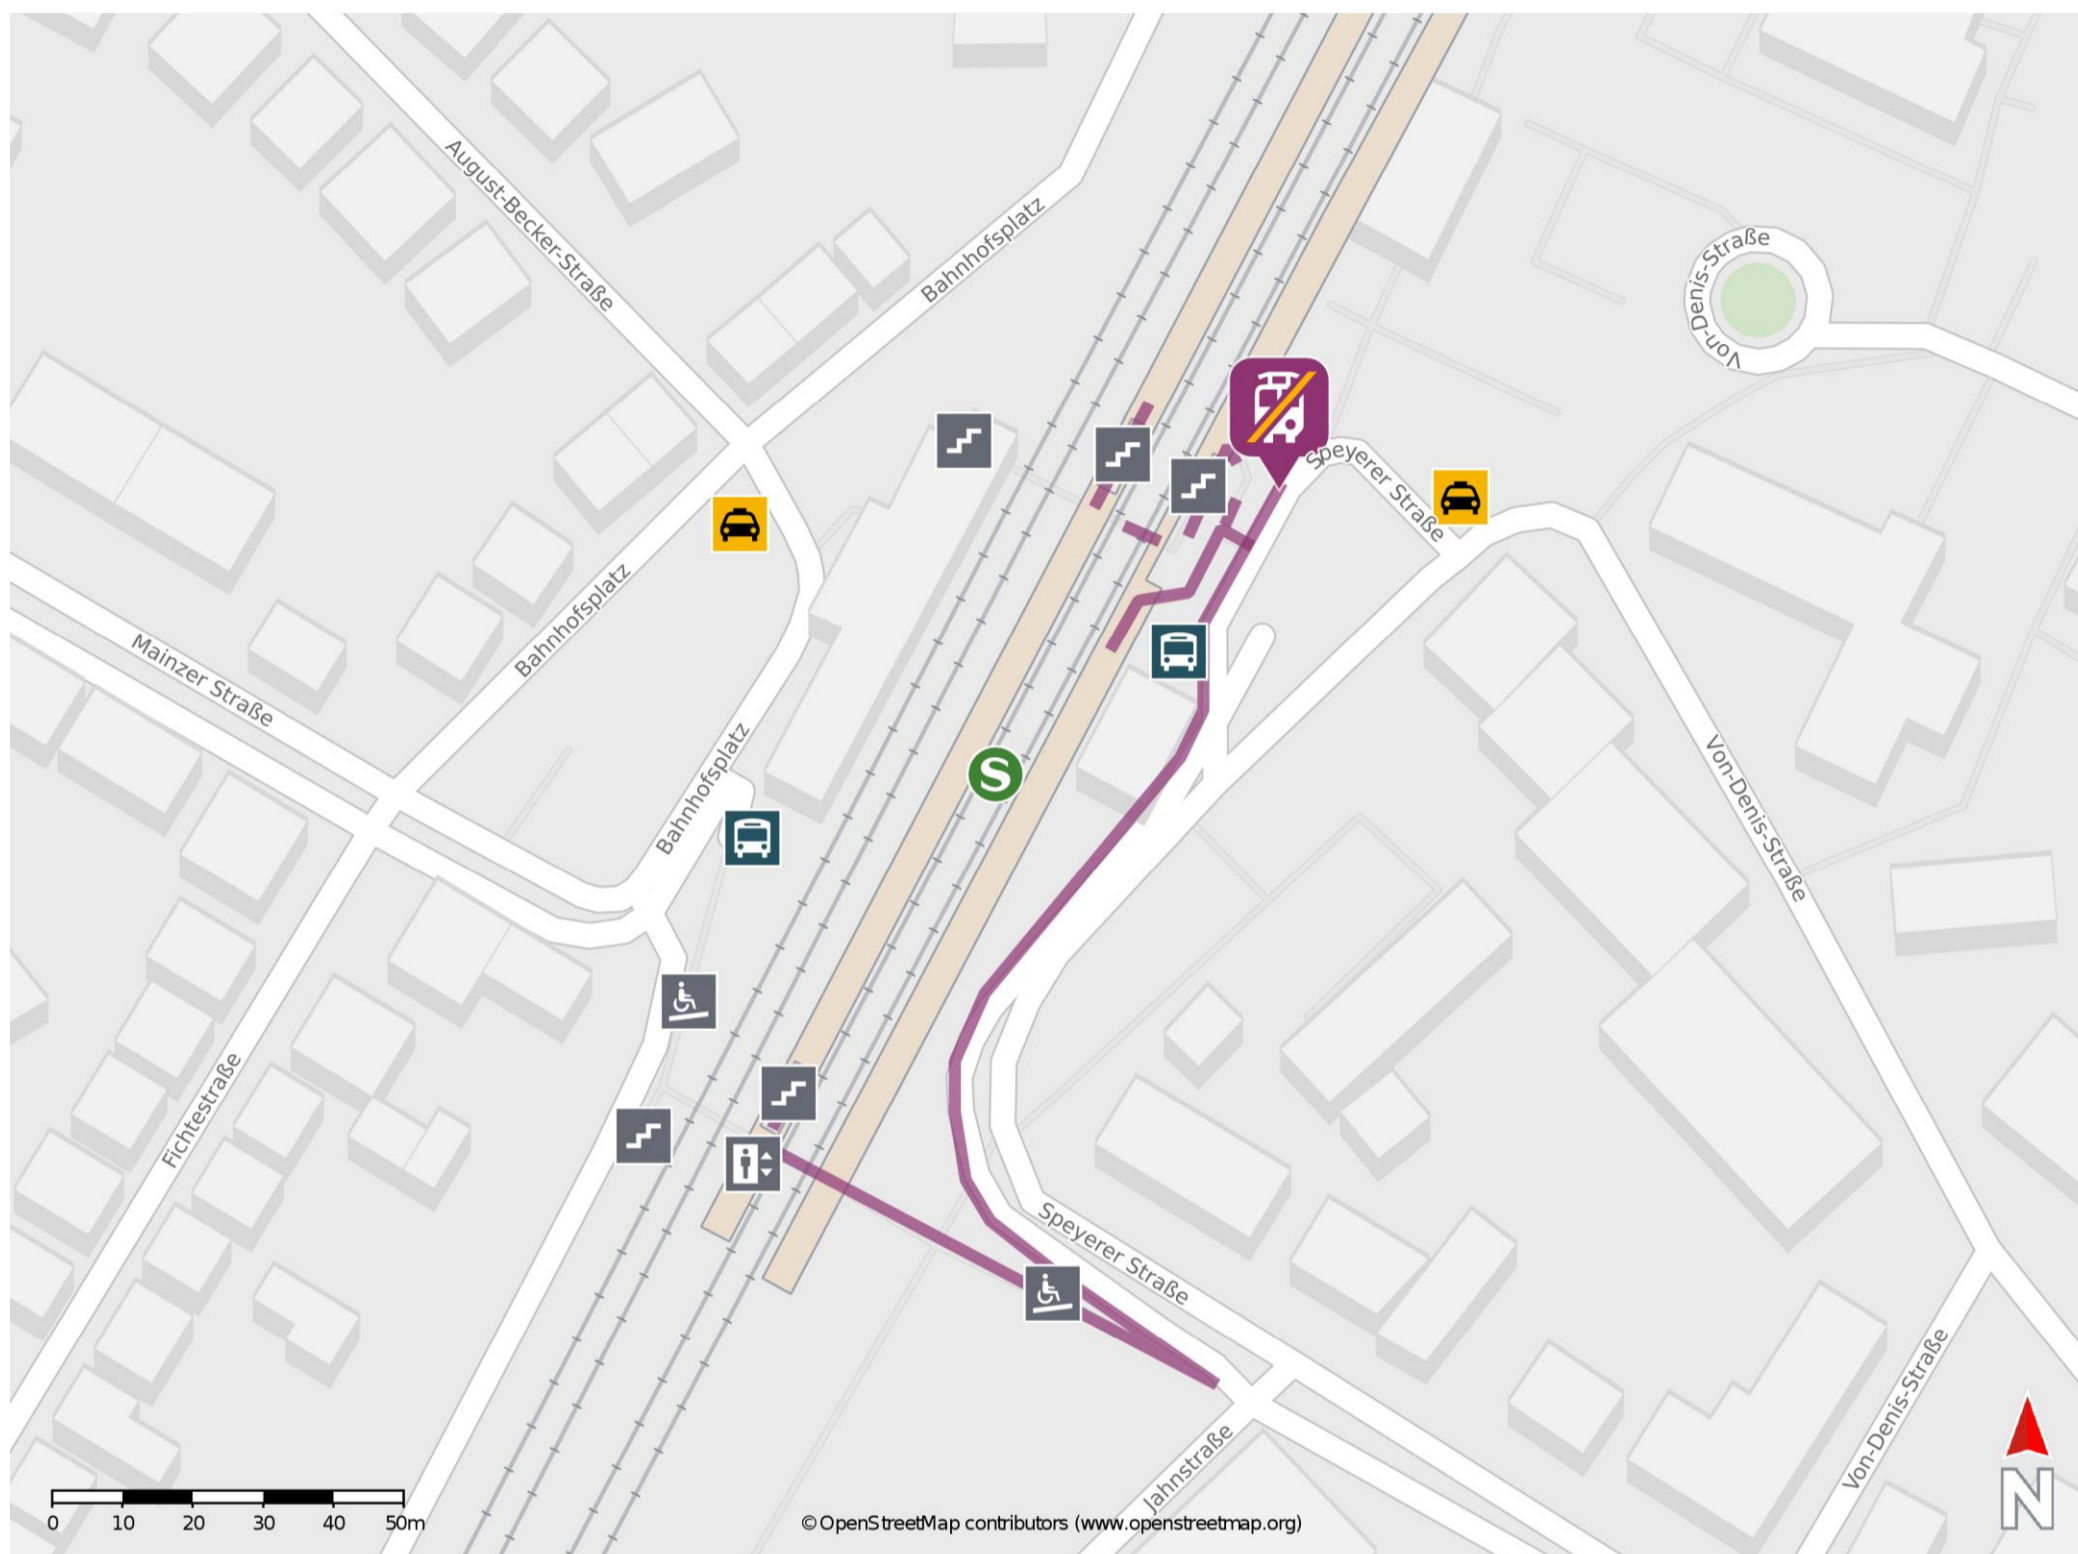 August-Becker-Straße
Bahnhofsplatz
Von-Denis-Straße
Speyerer Straße
Mainzer Straße
Bahnhofsplatz
Bahnhofsplatz
S
Von-Denis-Straße
Fichtestraße
Speyerer Straße
Von-Denis-Straße
Jahnstraße
N
0 10 20 30 40 50m
©OpenStreetMap contributors (www.openstreetmap.org)